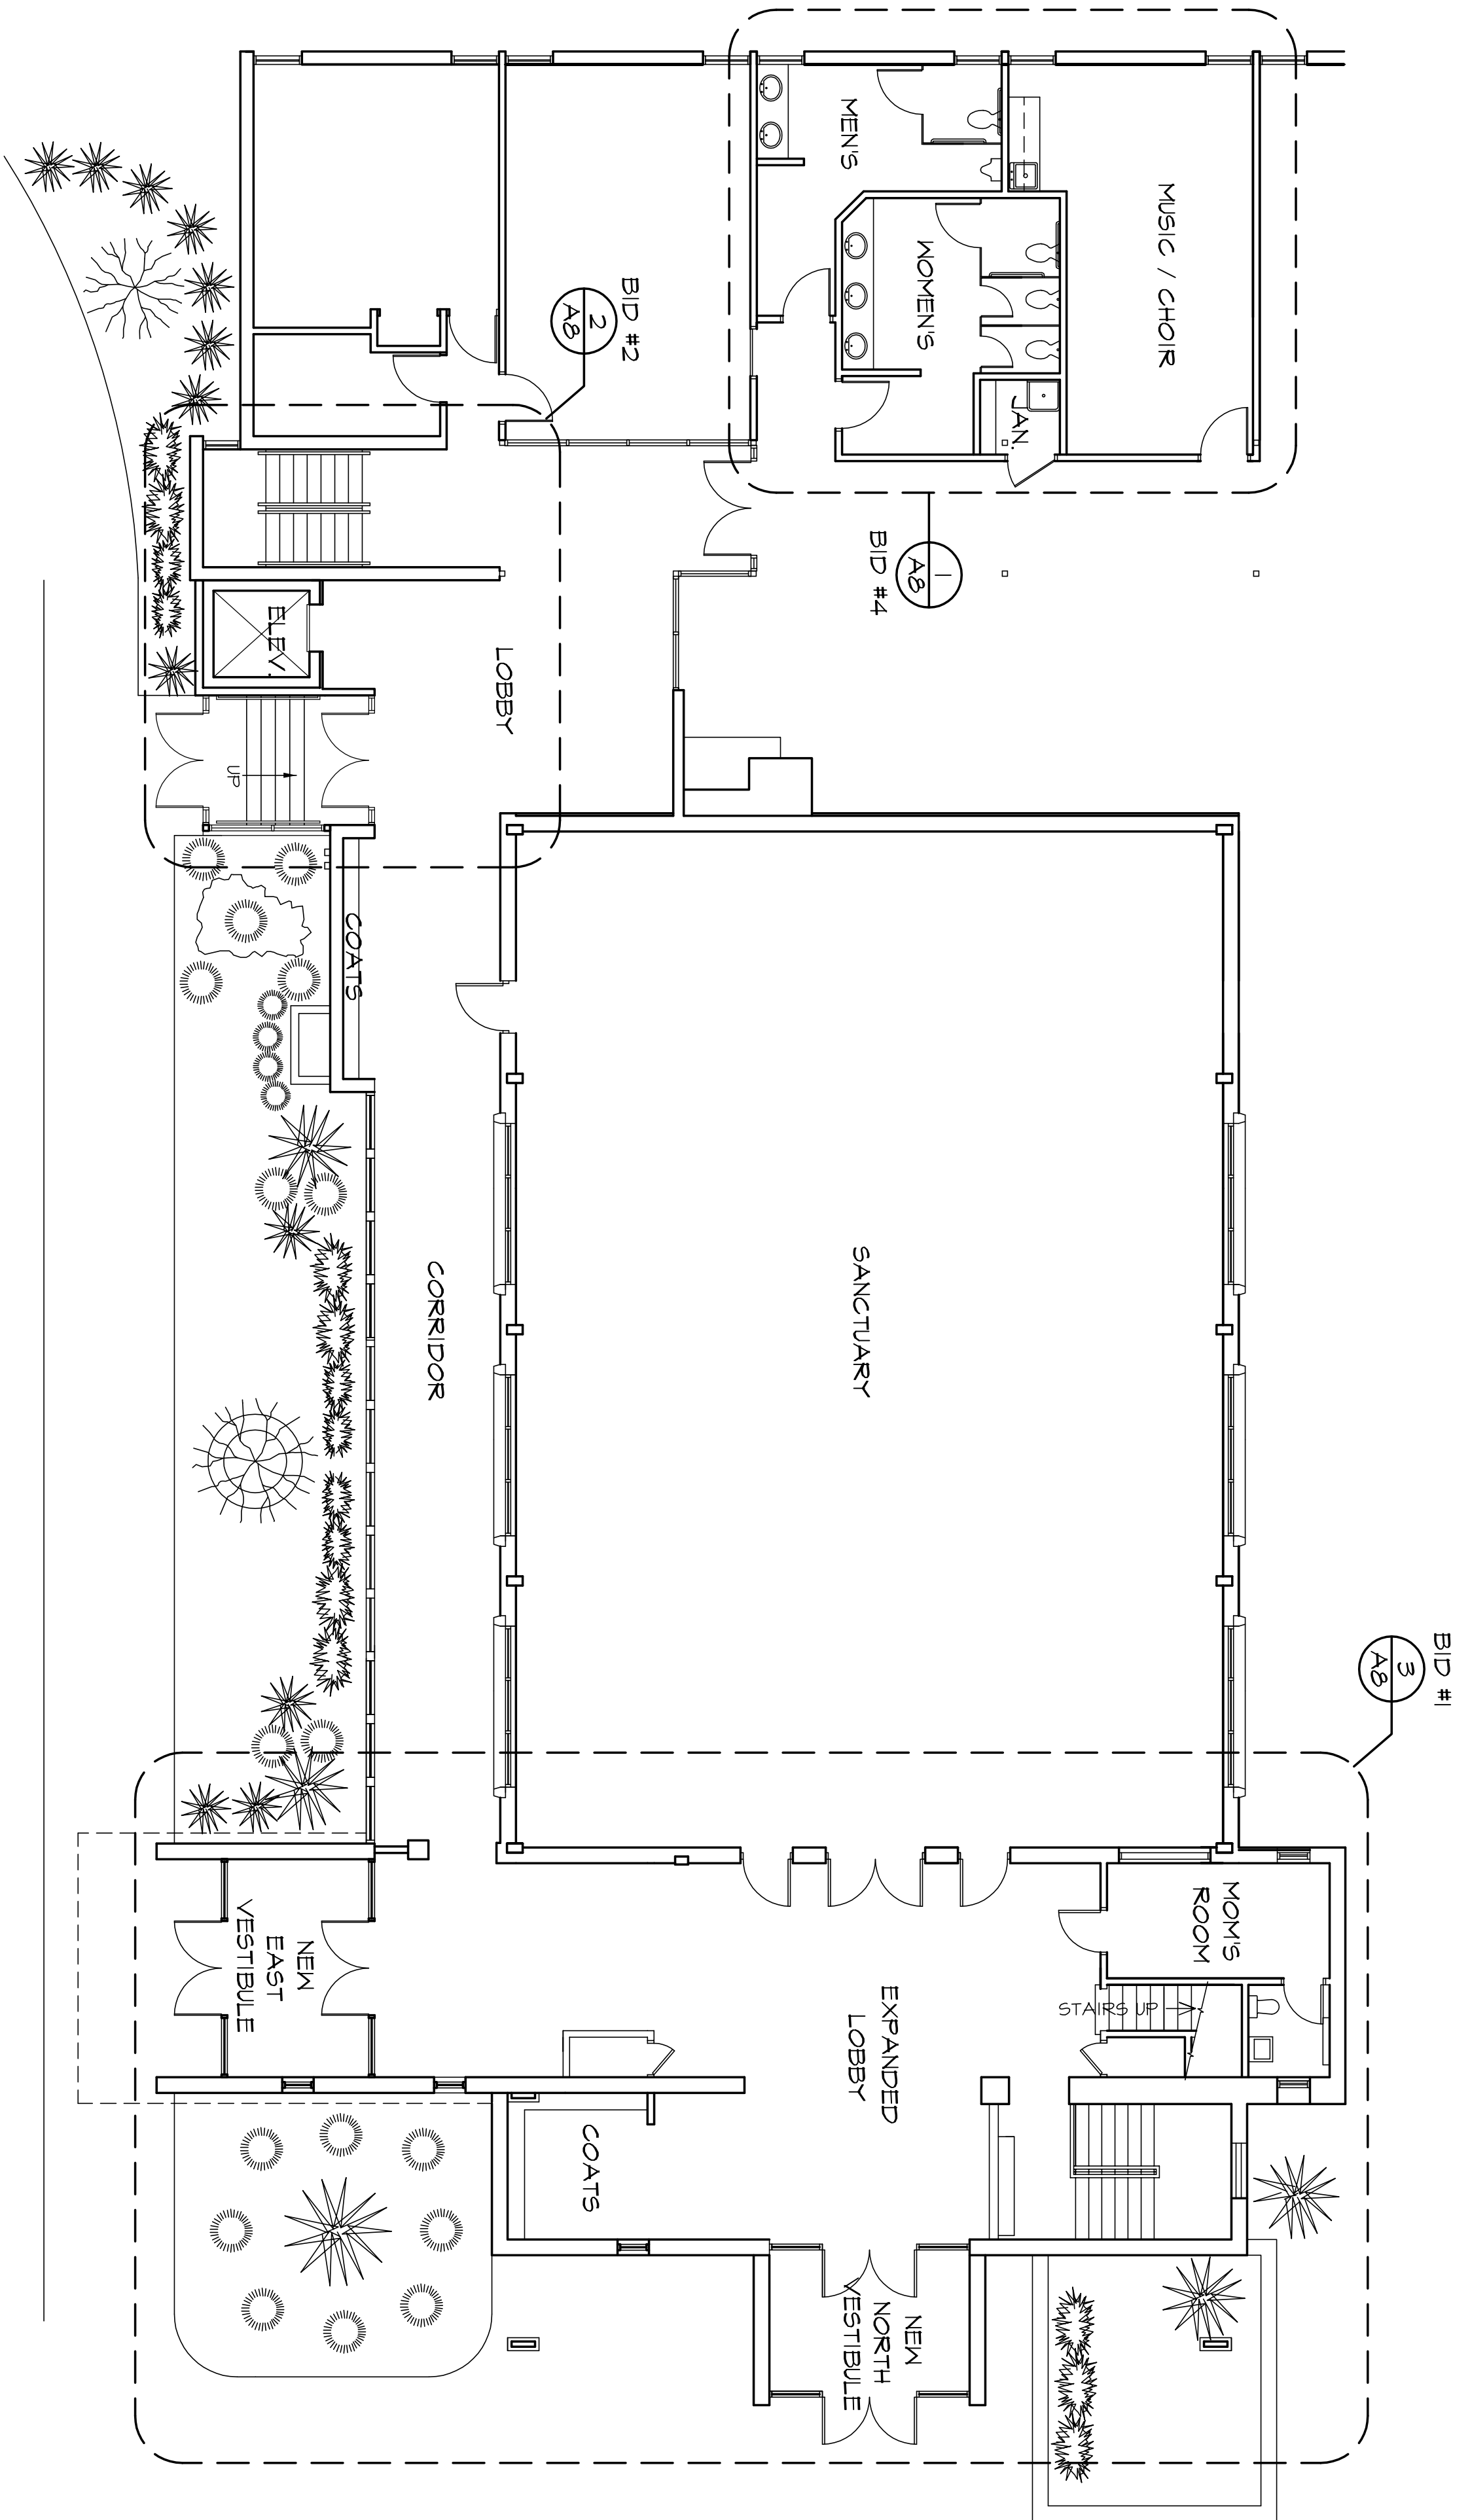 MEN'S
MUSIC / CHOIR
WOMEN'S
JAN.
BID #2
2
A8
1
A8
BID #4
ELEV.
LOBBY
UP
COATS
CORRIDOR
SANCTUARY
BID #1
3
A8
MOM'S
ROOM
NEW
EAST
VESTIBULE
STAIRS UP
EXPANDED
LOBBY
COATS
NEW
NORTH
VESTIBULE